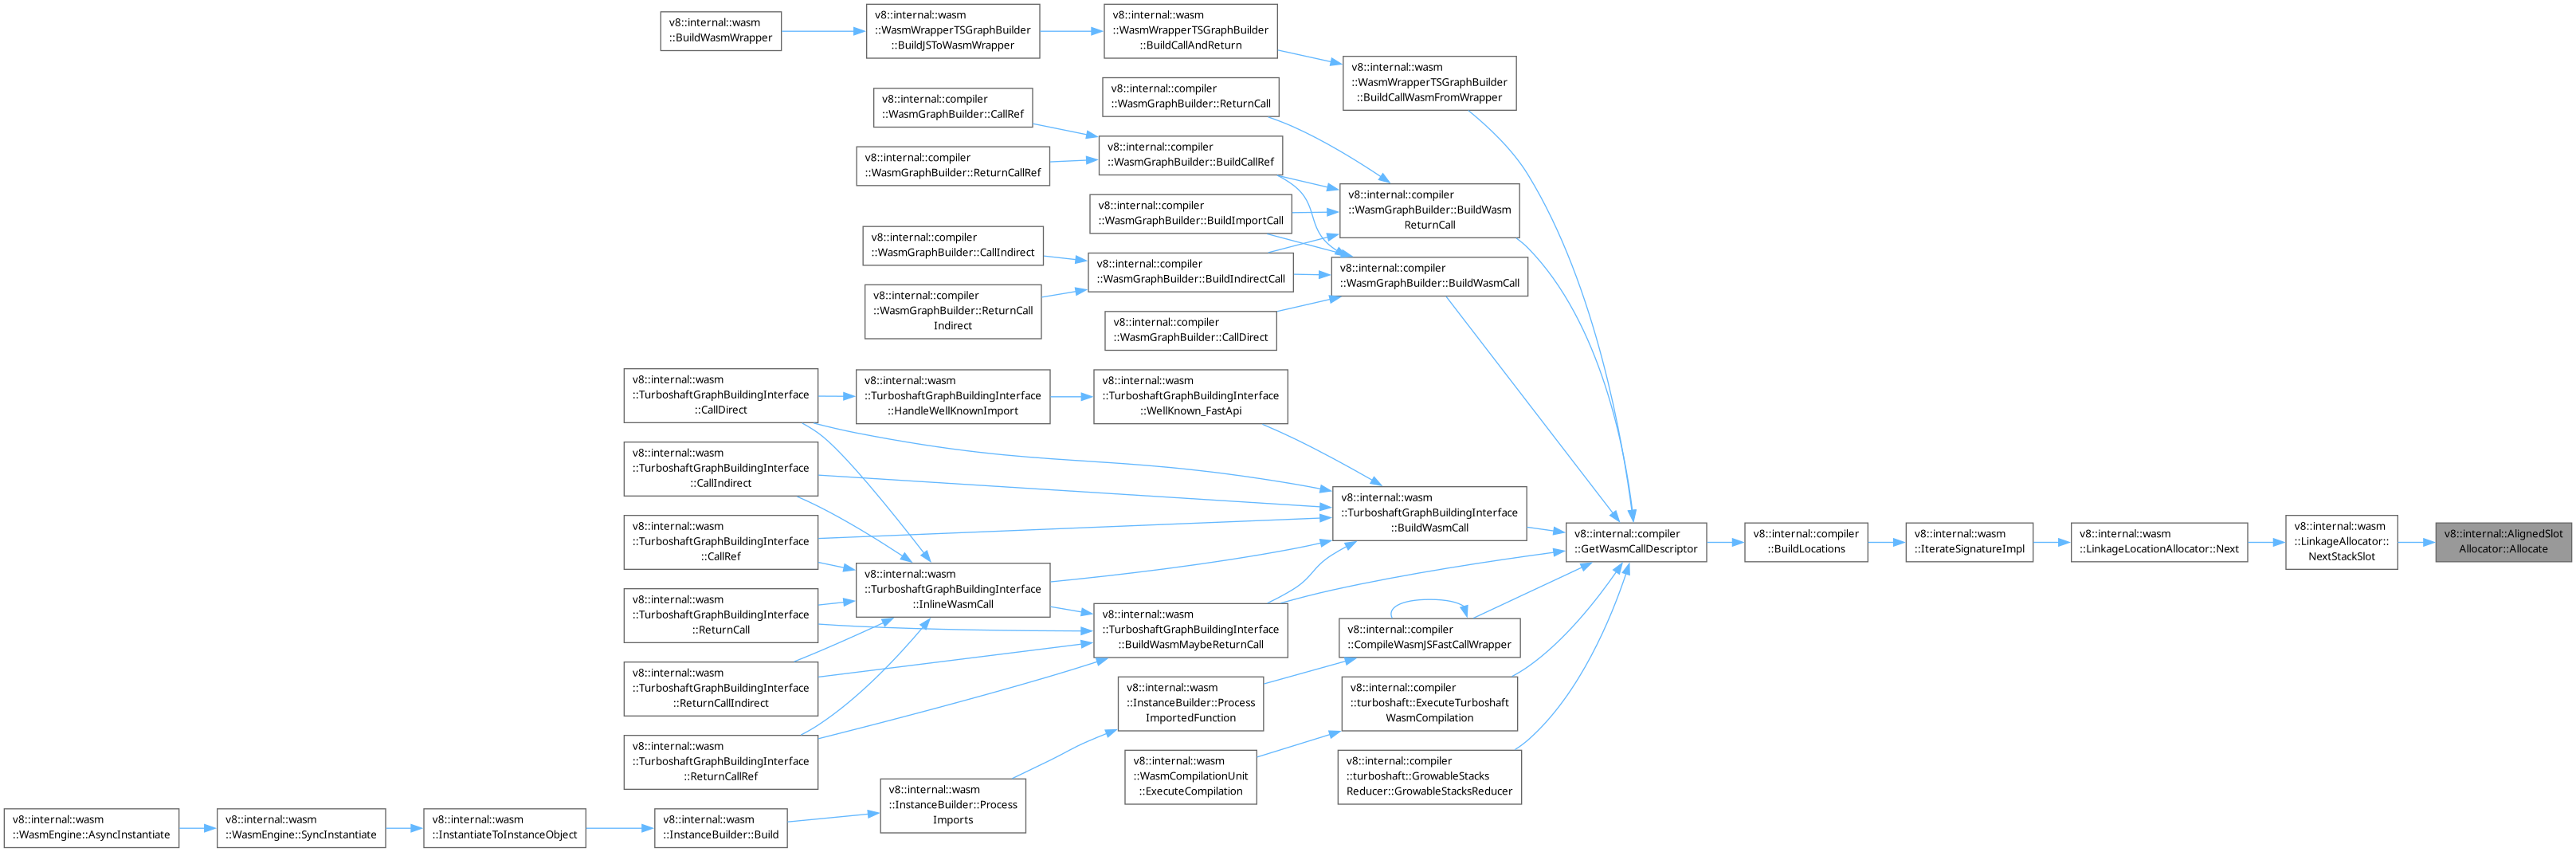 v8::internal::wasm
::BuildWasmWrapper
v8::internal::wasm
::WasmWrapperTSGraphBuilder
::BuildJSToWasmWrapper
v8::internal::wasm
::WasmWrapperTSGraphBuilder
::BuildCallAndReturn
v8::internal::wasm
::WasmWrapperTSGraphBuilder
::BuildCallWasmFromWrapper
v8::internal::compiler
::WasmGraphBuilder::ReturnCall
v8::internal::compiler
::WasmGraphBuilder::CallRef
v8::internal::compiler
::WasmGraphBuilder::BuildCallRef
v8::internal::compiler
::WasmGraphBuilder::ReturnCallRef
v8::internal::compiler
::WasmGraphBuilder::BuildWasm
ReturnCall
v8::internal::compiler
::WasmGraphBuilder::BuildImportCall
v8::internal::compiler
::WasmGraphBuilder::CallIndirect
v8::internal::compiler
::WasmGraphBuilder::BuildIndirectCall
v8::internal::compiler
::WasmGraphBuilder::BuildWasmCall
v8::internal::compiler
::WasmGraphBuilder::ReturnCall
Indirect
v8::internal::compiler
::WasmGraphBuilder::CallDirect
v8::internal::wasm
::TurboshaftGraphBuildingInterface
::CallDirect
v8::internal::wasm
::TurboshaftGraphBuildingInterface
::HandleWellKnownImport
v8::internal::wasm
::TurboshaftGraphBuildingInterface
::WellKnown_FastApi
v8::internal::wasm
::TurboshaftGraphBuildingInterface
::CallIndirect
v8::internal::wasm
::TurboshaftGraphBuildingInterface
::BuildWasmCall
v8::internal::wasm
::TurboshaftGraphBuildingInterface
::CallRef
v8::internal::compiler
::GetWasmCallDescriptor
v8::internal::compiler
::BuildLocations
v8::internal::wasm
::IterateSignatureImpl
v8::internal::wasm
::LinkageLocationAllocator::Next
v8::internal::wasm
::LinkageAllocator::
NextStackSlot
v8::internal::AlignedSlot
Allocator::Allocate
v8::internal::wasm
::TurboshaftGraphBuildingInterface
::InlineWasmCall
v8::internal::wasm
::TurboshaftGraphBuildingInterface
::ReturnCall
v8::internal::wasm
::TurboshaftGraphBuildingInterface
::BuildWasmMaybeReturnCall
v8::internal::compiler
::CompileWasmJSFastCallWrapper
v8::internal::wasm
::TurboshaftGraphBuildingInterface
::ReturnCallIndirect
v8::internal::wasm
::InstanceBuilder::Process
ImportedFunction
v8::internal::compiler
::turboshaft::ExecuteTurboshaft
WasmCompilation
v8::internal::wasm
::TurboshaftGraphBuildingInterface
::ReturnCallRef
v8::internal::wasm
::WasmCompilationUnit
::ExecuteCompilation
v8::internal::compiler
::turboshaft::GrowableStacks
Reducer::GrowableStacksReducer
v8::internal::wasm
::WasmEngine::AsyncInstantiate
v8::internal::wasm
::WasmEngine::SyncInstantiate
v8::internal::wasm
::InstantiateToInstanceObject
v8::internal::wasm
::InstanceBuilder::Build
v8::internal::wasm
::InstanceBuilder::Process
Imports